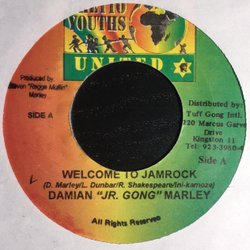 GHETTO YOUTHS
UNITED
Produced by:
Steven "Ragga Muffin"
Marley
Distributed by:
Tuff Gong Intl.
220 Marcus Garvey
Drive
Kingston 11
SIDE A
Side A
WELCOME TO JAMROCK
(D. Marley/L. Dunbar/R. Shakespeare/Ini-kamoze)
DAMIAN "JR. GONG" MARLEY
All Rights Reserved